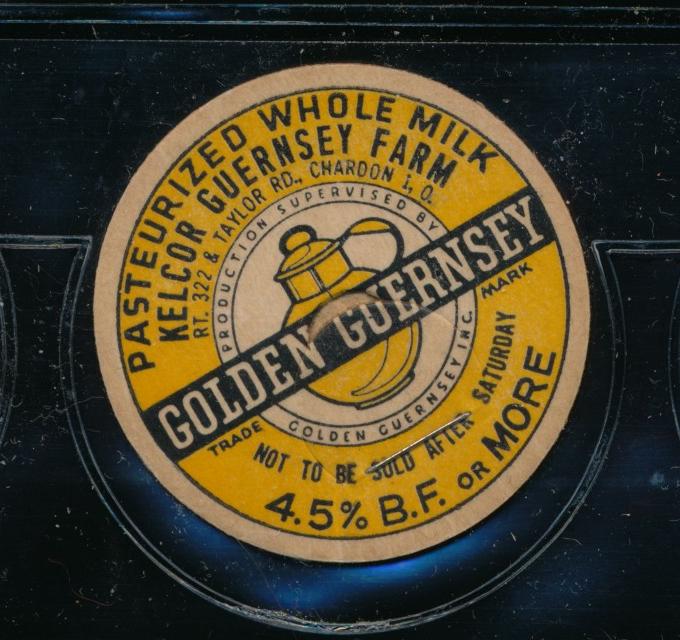 PASTEURIZED WHOLE MILK
KELCOR GUERNSEY FARM
RT. 322 & TAYLOR RD., CHARDON 1, O.
PRODUCTION SUPERVISED BY
GOLDEN GUERNSEY
TRADE MARK
GOLDEN GUERNSEY INC.
NOT TO BE SOLD AFTER SATURDAY
4.5% B.F. OR MORE